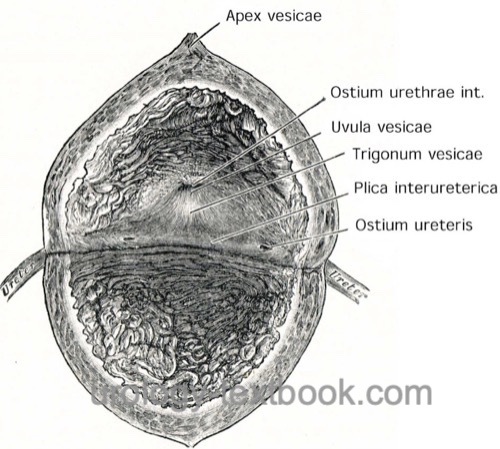 Apex vesicae
Ostium urethrae int.
Uvula vesicae
Trigonum vesicae
Plica interureterica
Ostium ureteris
Ureter
Ureter
urology-textbook.com